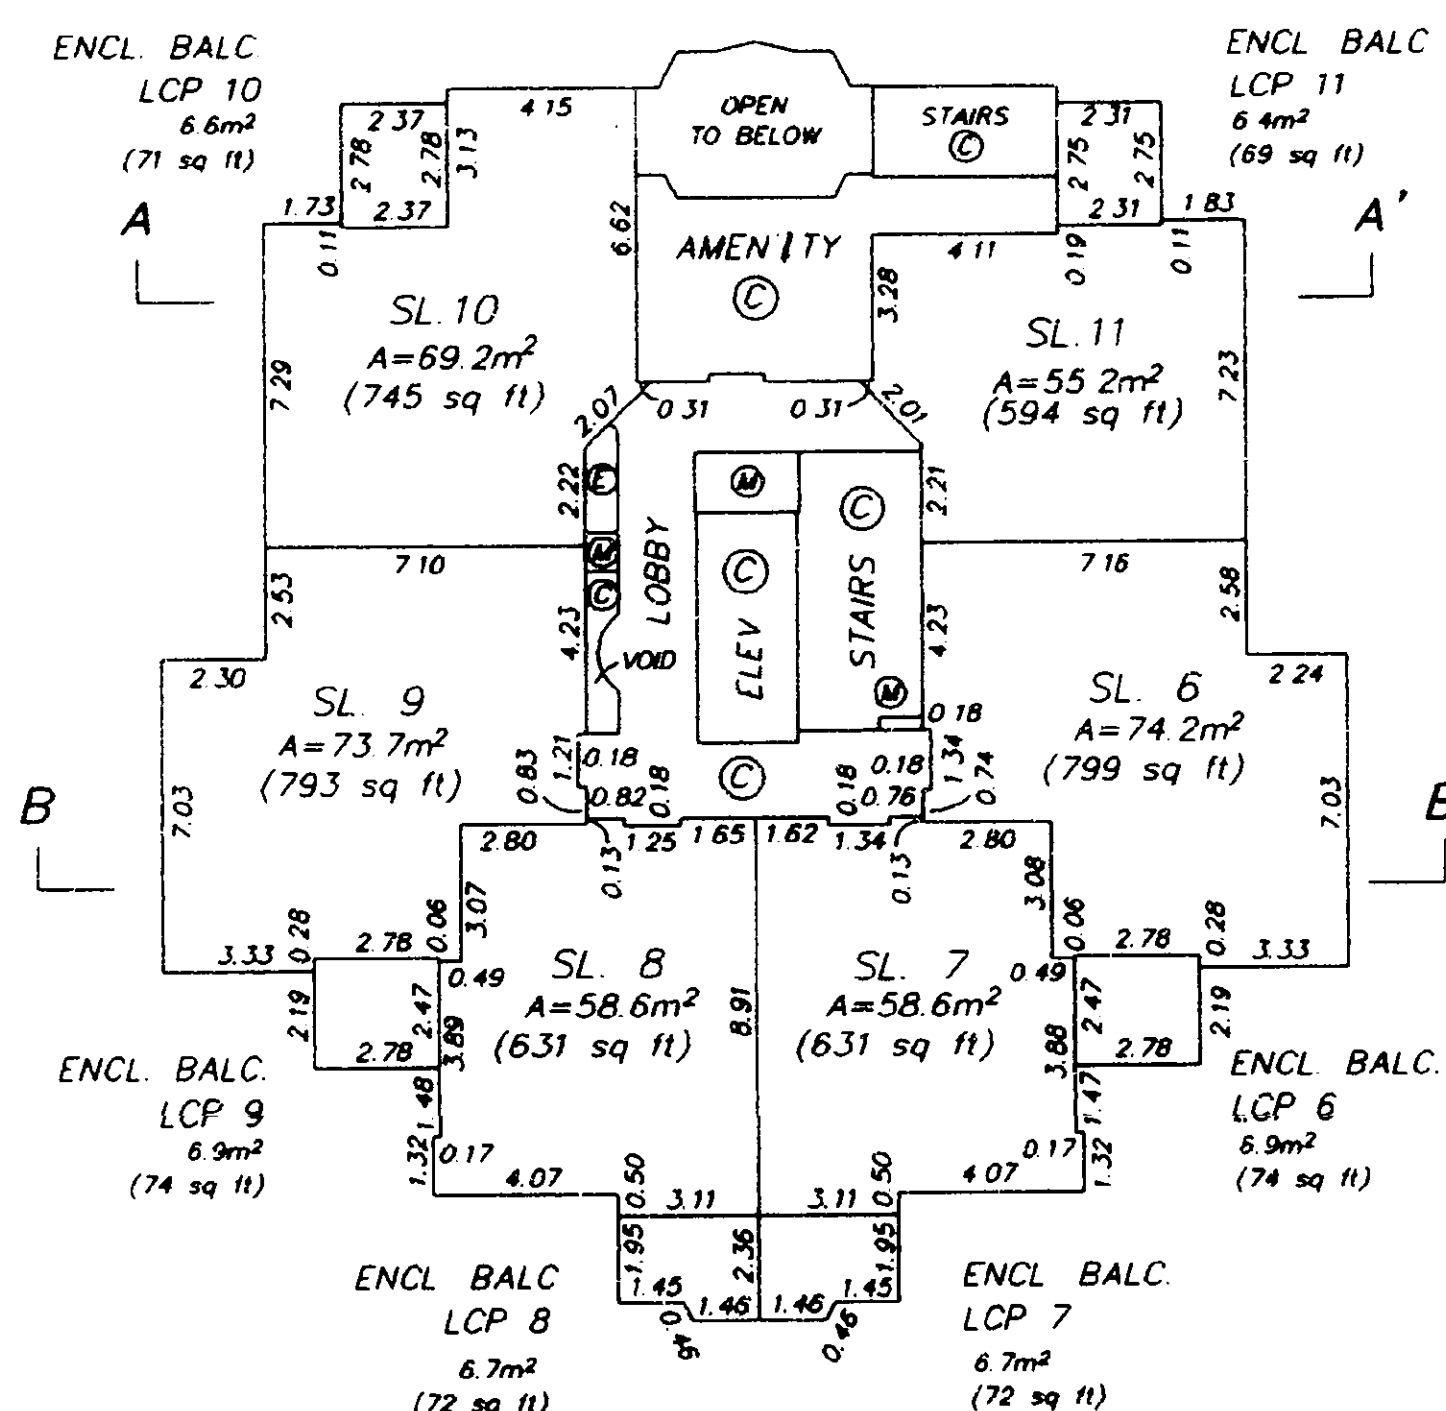 ENCL. BALC.
LCP 10
6.6m²
(71 sq ft)
ENCL BALC
LCP 11
6 4m²
(69 sq ft)
2 37
2 78
2.78
2.37
3.13
4 15
OPEN
TO BELOW
STAIRS
C
2 31
2 75
2 75
2 31
1.73
0.11
6.62
AMENITY
C
4 11
0.19
0.11
1 83
A
A'
3.28
SL. 10
A=69.2m²
(745 sq ft)
SL. 11
A=55 2m²
(594 sq ft)
7.29
7.23
2.07
0 31
0 31
2.01
2.22
E
M
C
2.21
M
C
LOBBY
C
ELEV
STAIRS
M
VOID
7 10
7 16
2.53
2.58
4.23
4.23
2.30
2 24
SL. 9
A=73.7m²
(793 sq ft)
SL. 6
A=74.2m²
(799 sq ft)
0 18
1.21
0.18
0.83
0.82
0.18
C
0.18
0.18
1 34
0.76
0.74
B
B
7.03
7.03
2.80
0.13
1.25
1.65
1.62
1.34
0.13
2.80
3.07
3.08
3.33
0.28
2.78
0.06
0.49
0.49
0.06
2.78
0.28
3.33
SL. 8
A=58.6m²
(631 sq ft)
SL. 7
A=58.6m²
(631 sq ft)
8.91
2.19
2.47
2.78
3.89
3.88
2.47
2.78
2.19
ENCL. BALC.
LCP 9
6.9m²
(74 sq ft)
ENCL. BALC.
LCP 6
6.9m²
(74 sq ft)
1.48
1.32
0.17
4.07
0.50
3.11
3.11
0.50
4 07
0.17
1.47
1.32
1.95
2.36
1.95
1.45
1.46
1.46
1.45
0.46
0.46
ENCL BALC
LCP 8
6.7m²
(72 sq ft)
ENCL BALC.
LCP 7
6.7m²
(72 sq ft)